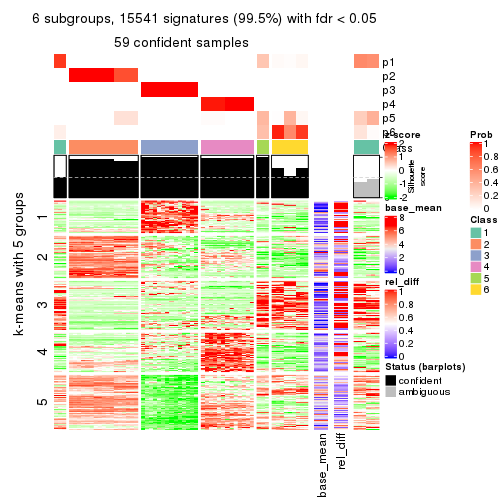 6 subgroups, 15541 signatures (99.5%) with fdr < 0.05
59 confident samples
p1
p2
p3
p4
p5
p6
Class
z-score
2
1
0
-1
-2
Silhouette
score
k-means with 5 groups
1
2
3
4
5
base_mean
8
6
4
2
0
rel_diff
1
0.8
0.6
0.4
0.2
0
Status (barplots)
confident
ambiguous
Prob
1
0.8
0.6
0.4
0.2
0
Class
1
2
3
4
5
6
base_mean
rel_diff